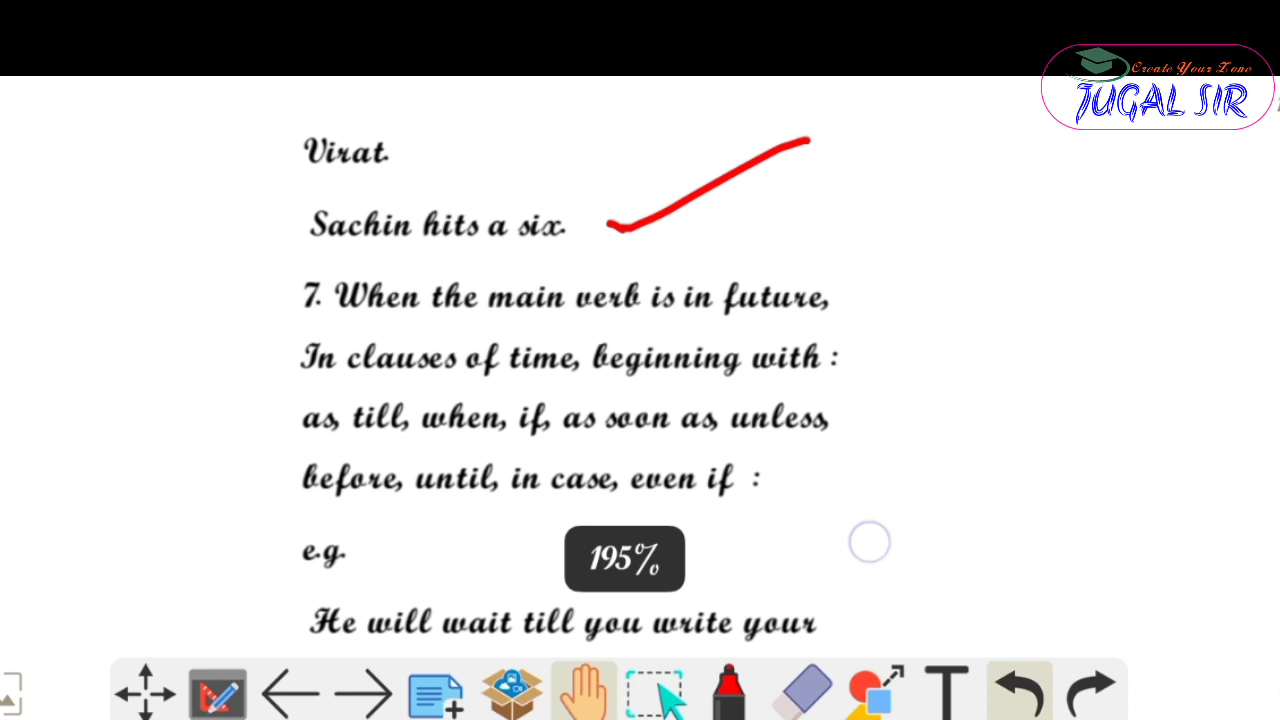 Create Your Zone
JUGAL SIR
Virat.
Sachin hits a six.
7. When the main verb is in future,
In clauses of time, beginning with :
as, till, when, if, as soon as, unless,
before, until, in case, even if :
e.g.
195%
He will wait till you write your
T